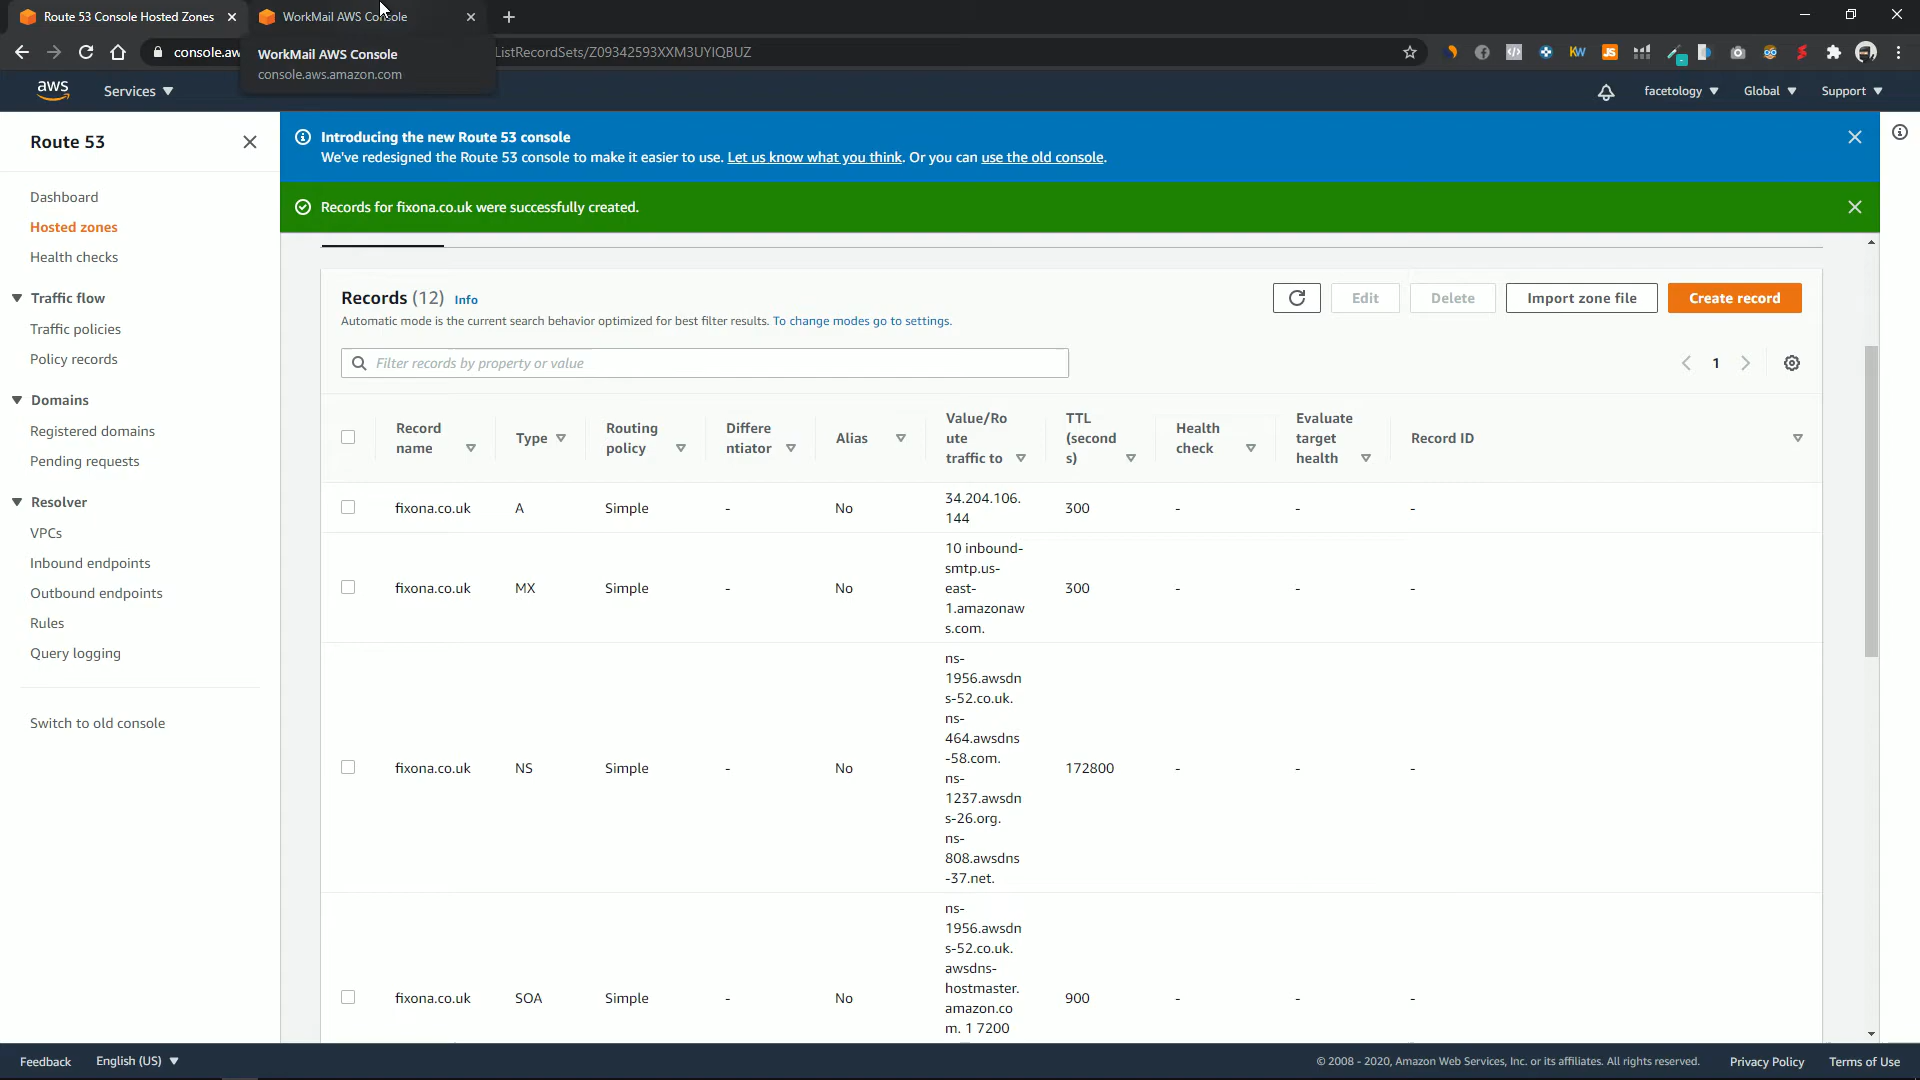 Route 53 Console Hosted Zones
WorkMail AWS Console
console.aw
ListRecordSets/Z09342593XXM3UYIQBUZ
WorkMail AWS Console
console.aws.amazon.com
KW
JS
aws
Services
facetology
Global
Support
Route 53
Dashboard
Hosted zones
Health checks
Traffic flow
Traffic policies
Policy records
Domains
Registered domains
Pending requests
Resolver
VPCs
Inbound endpoints
Outbound endpoints
Rules
Query logging
Switch to old console
Introducing the new Route 53 console
We've redesigned the Route 53 console to make it easier to use. Let us know what you think. Or you can use the old console.
Records for fixona.co.uk were successfully created.
Records (12) Info
Automatic mode is the current search behavior optimized for best filter results. To change modes go to settings.
Edit
Delete
Import zone file
Create record
Filter records by property or value
1
Record
name
Type
Routing
policy
Differe
ntiator
Alias
Value/Ro
ute
traffic to
TTL
(second
s)
Health
check
Evaluate
target
health
Record ID
fixona.co.uk
A
Simple
-
No
34.204.106.
144
300
-
-
-
fixona.co.uk
MX
Simple
-
No
10 inbound-
smtp.us-
east-
1.amazonaw
s.com.
300
-
-
-
fixona.co.uk
NS
Simple
-
No
ns-
1956.awsdn
s-52.co.uk.
ns-
464.awsdns
-58.com.
ns-
1237.awsdn
s-26.org.
ns-
808.awsdns
-37.net.
172800
-
-
-
fixona.co.uk
SOA
Simple
-
No
ns-
1956.awsdn
s-52.co.uk.
awsdns-
hostmaster.
amazon.co
m. 1 7200
900
-
-
-
Feedback
English (US)
© 2008 - 2020, Amazon Web Services, Inc. or its affiliates. All rights reserved.
Privacy Policy
Terms of Use